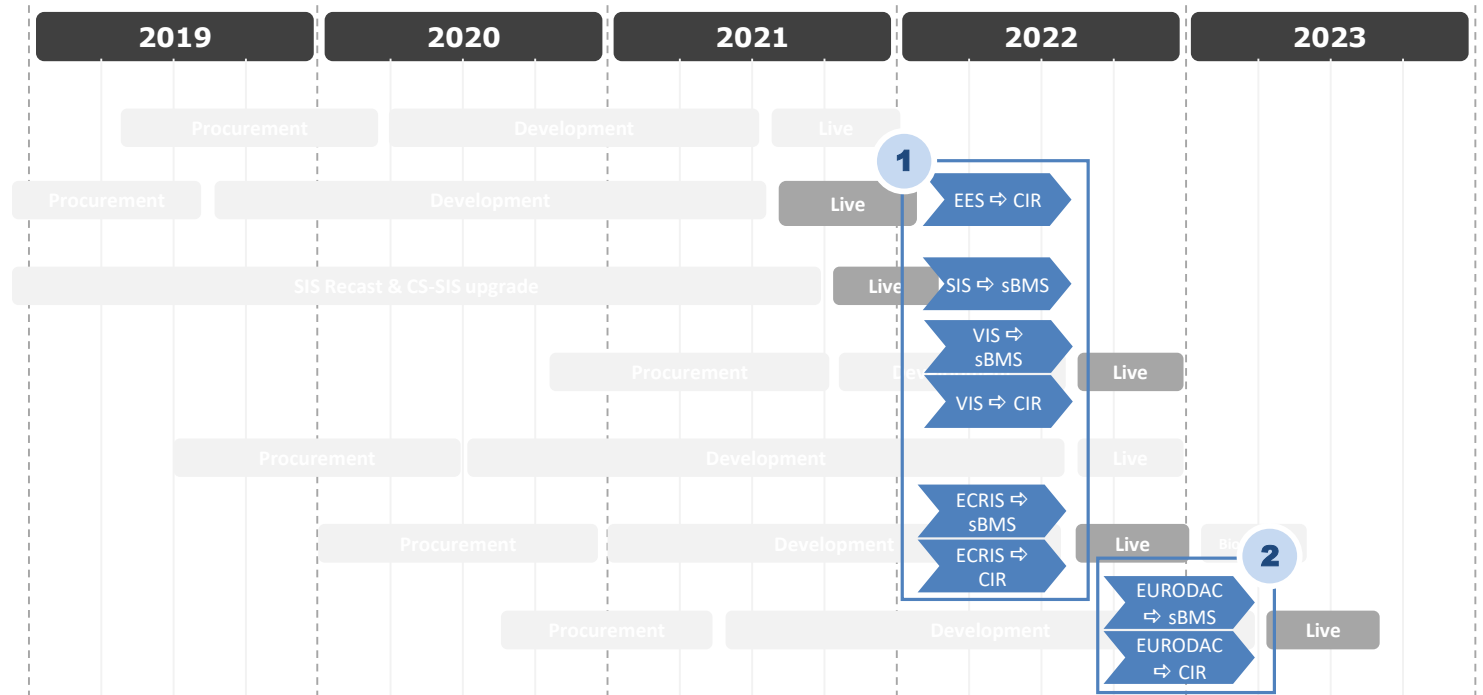 2019 2020 2021 2022 2023
Procurement Development Live
1
Procurement Development Live EES ⇨ CIR
SIS Recast & CS-SIS upgrade Live SIS ⇨ sBMS
VIS ⇨
sBMS
Procurement Live
VIS ⇨ CIR
Procurement Development Live
ECRIS ⇨
sBMS
Procurement Development Live
2
ECRIS ⇨
CIR
EURODAC
⇨ sBMS
Procurement Development Live
EURODAC
⇨ CIR